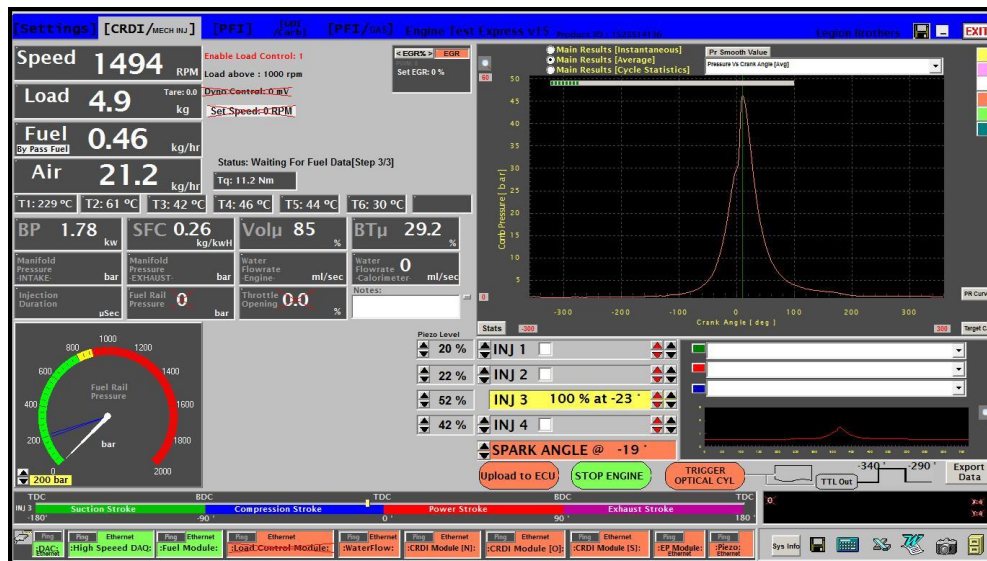 [Settings] [CRDI/MECH INJ] [PFI] [PFI/GAS] Engine Test Express v15 Legion Brothers EXIT
Speed 1494 RPM
Enable Load Control: 1
Load above : 1000 rpm
Load 4.9 kg
Tare: 0.0
Dyno Control: 0 mV
Set Speed: 0 RPM
Fuel 0.46 kg/hr
By Pass Fuel
Air 21.2 kg/hr
Status: Waiting For Fuel Data[Step 3/3]
Tq: 11.2 Nm
<EGR%> EGR
Set EGR: 0 %
T1: 229 ºC T2: 61 ºC T3: 42 ºC T4: 46 ºC T5: 44 ºC T6: 30 ºC
BP 1.78 kw
SFC 0.26 kg/kwH
Volµ 85 %
BTµ 29.2 %
Manifold Pressure -INTAKE- bar
Manifold Pressure -EXHAUST- bar
Water Flowrate -Engine- ml/sec
Water Flowrate -Calorimeter- 0 ml/sec
Injection Duration µSec
Fuel Rail Pressure 0 bar
Throttle Opening 0.0 %
Notes:
Main Results [Instantaneous]
Main Results [Average]
Main Results [Cycle Statistics]
Pr Smooth Value
Pressure Vs Crank Angle [Avg]
60
50
45
40
35
30
25
20
15
10
5
0
Comb Pressure [ bar ]
-300 -200 -100 0 100 200 300
Crank Angle [ deg ]
Stats -300 300
PR Curv
Target C
800 1000 1200
600 1400
400 1600
200 1800
0 2000
Fuel Rail Pressure
bar
200 bar
Piezo Level
20 % INJ 1
22 % INJ 2
52 % INJ 3 100 % at -23 °
42 % INJ 4
SPARK ANGLE @ -19 °
Upload to ECU STOP ENGINE TRIGGER OPTICAL CYL
TTL Out -340 ° -290 °
Export Data
TDC BDC TDC BDC TDC
INJ 3 Suction Stroke Compression Stroke Power Stroke Exhaust Stroke
-180° -90° 0° 90° 180°
0
X:0
Y:0
Ping Ping Ethernet Ping Ethernet Ping Ethernet Ping Ethernet Ping Ethernet Ping Ethernet Ping Ethernet Ping Ping
:DAC: Ethernet :High Speeed DAQ: :Fuel Module: :Load Control Module: :WaterFlow: :CRDI Module [N]: :CRDI Module [O]: :CRDI Module [S]: :EP Module: Ethernet :Piezo: Ethernet
Sys Info